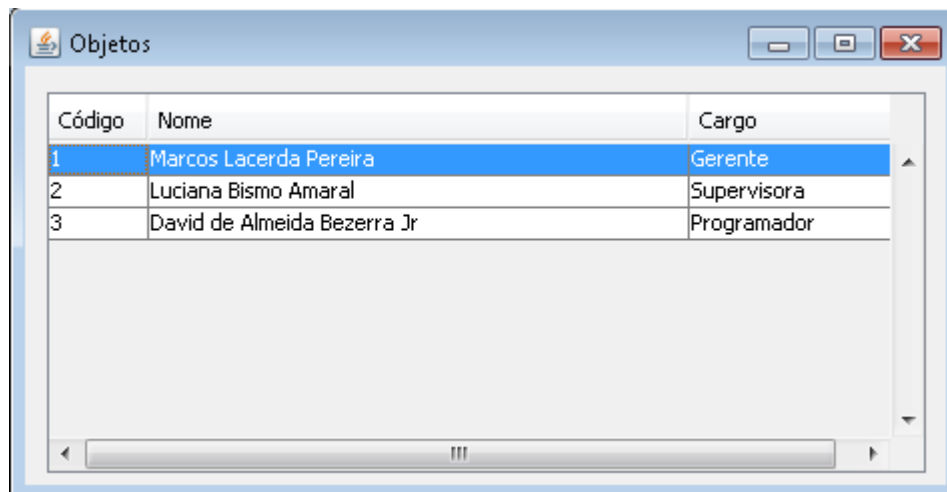 Objetos
Código Nome Cargo
1 Marcos Lacerda Pereira Gerente
2 Luciana Bismo Amaral Supervisora
3 David de Almeida Bezerra Jr Programador